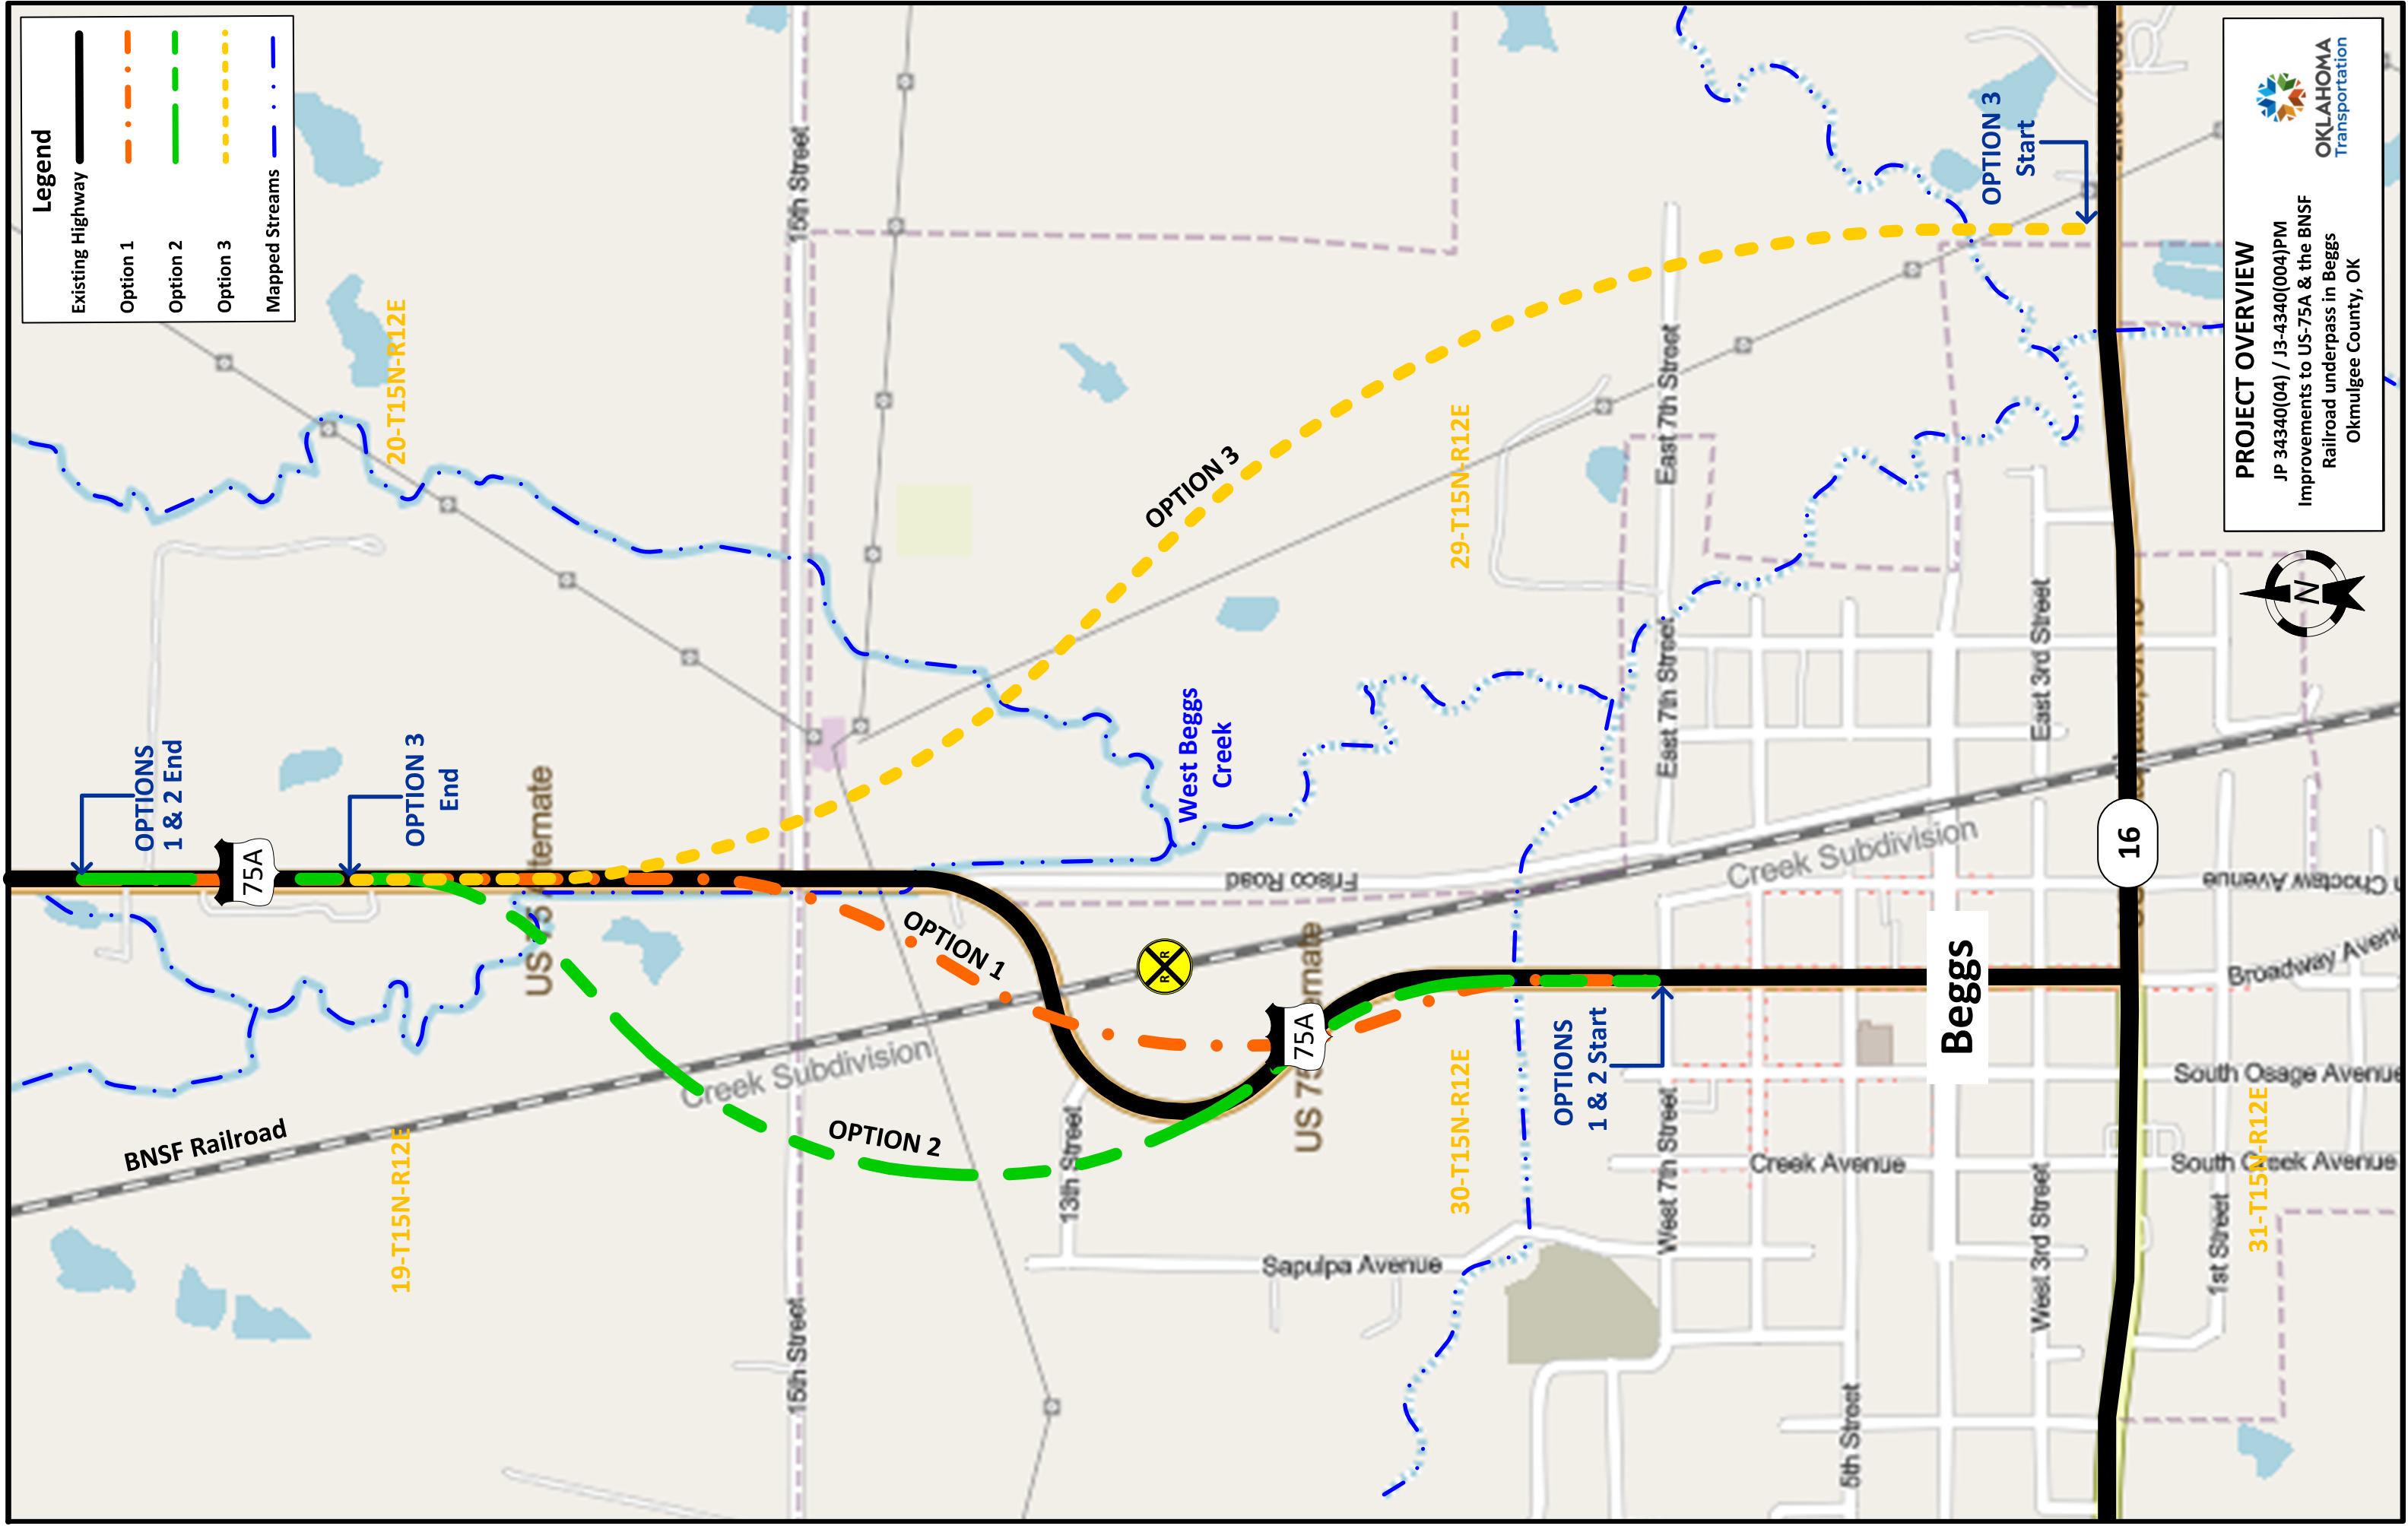 Legend
Existing Highway
Option 1
Option 2
Option 3
Mapped Streams
20-T15N-R12E
15th Street
OPTION 3
Start
OPTION 3
29-T15N-R12E
East 7th Street
East 7th Street
East 3rd Street
OPTIONS
1 & 2 End
75A
OPTION 3
End
West Beggs
Creek
Frisco Road
Creek Subdivision
16
OPTION 1
R R
75A
OPTIONS
1 & 2 Start
Beggs
Choctaw Avenue
Broadway Avenu
South Osage Avenue
South Creek Avenue
BNSF Railroad
19-T15N-R12E
Creek Subdivision
OPTION 2
13th Street
30-T15N-R12E
West 7th Street
Creek Avenue
West 3rd Street
1st Street
31-T15N-R12E
Sapulpa Avenue
15th Street
5th Street
N
PROJECT OVERVIEW
JP 34340(04) / J3-4340(004)PM
Improvements to US-75A & the BNSF
Railroad underpass in Beggs
Okmulgee County, OK
OKLAHOMA
Transportation